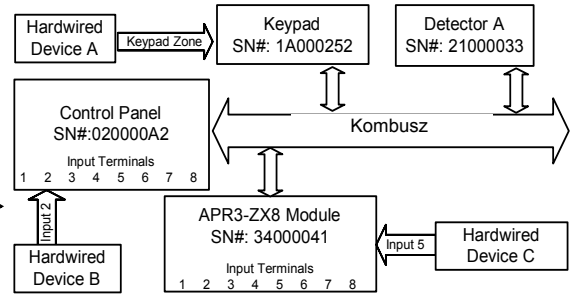 Hardwired
Device A
Keypad Zone
Keypad
SN#: 1A000252
Detector A
SN#: 21000033
Control Panel
SN#:020000A2
Input Terminals
1 2 3 4 5 6 7 8
Kombusz
Input 2
Hardwired
Device B
APR3-ZX8 Module
SN#: 34000041
Input Terminals
1 2 3 4 5 6 7 8
Input 5
Hardwired
Device C